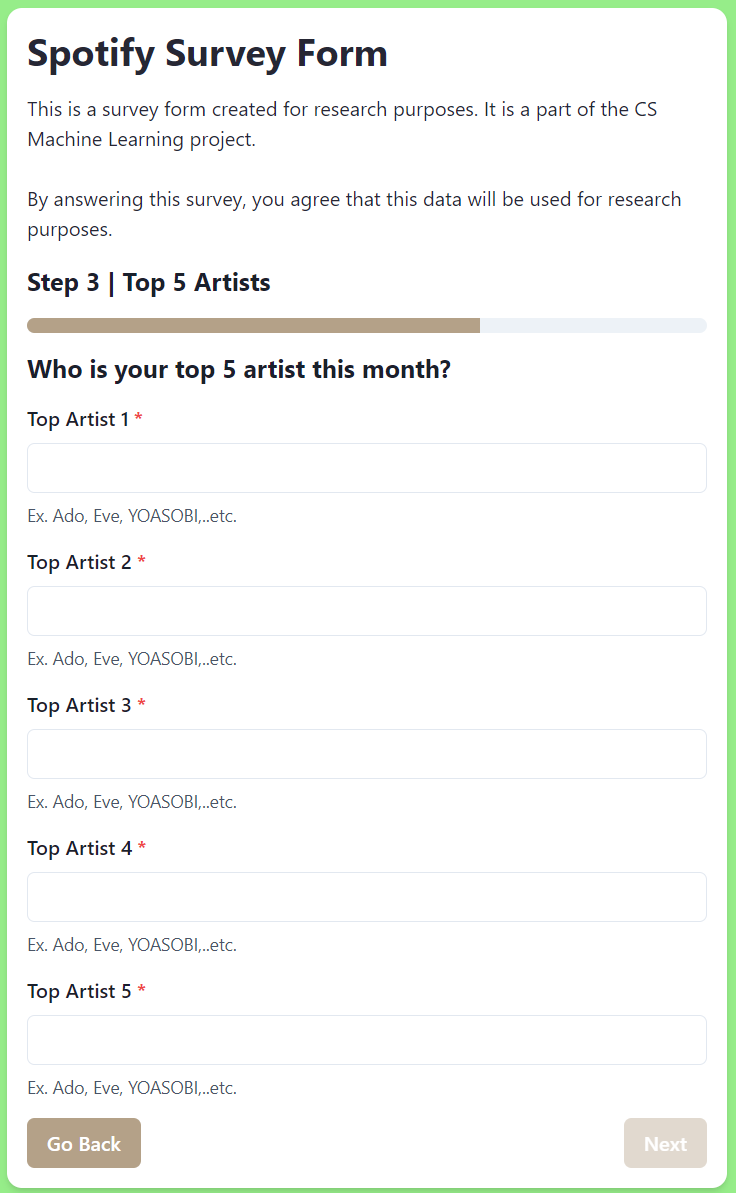 Spotify Survey Form
This is a survey form created for research purposes. It is a part of the CS
Machine Learning project.
By answering this survey, you agree that this data will be used for research
purposes.
Step 3 | Top 5 Artists
Who is your top 5 artist this month?
Top Artist 1 *
Ex. Ado, Eve, YOASOBI,..etc.
Top Artist 2 *
Ex. Ado, Eve, YOASOBI,..etc.
Top Artist 3 *
Ex. Ado, Eve, YOASOBI,..etc.
Top Artist 4 *
Ex. Ado, Eve, YOASOBI,..etc.
Top Artist 5 *
Ex. Ado, Eve, YOASOBI,..etc.
Go Back
Next